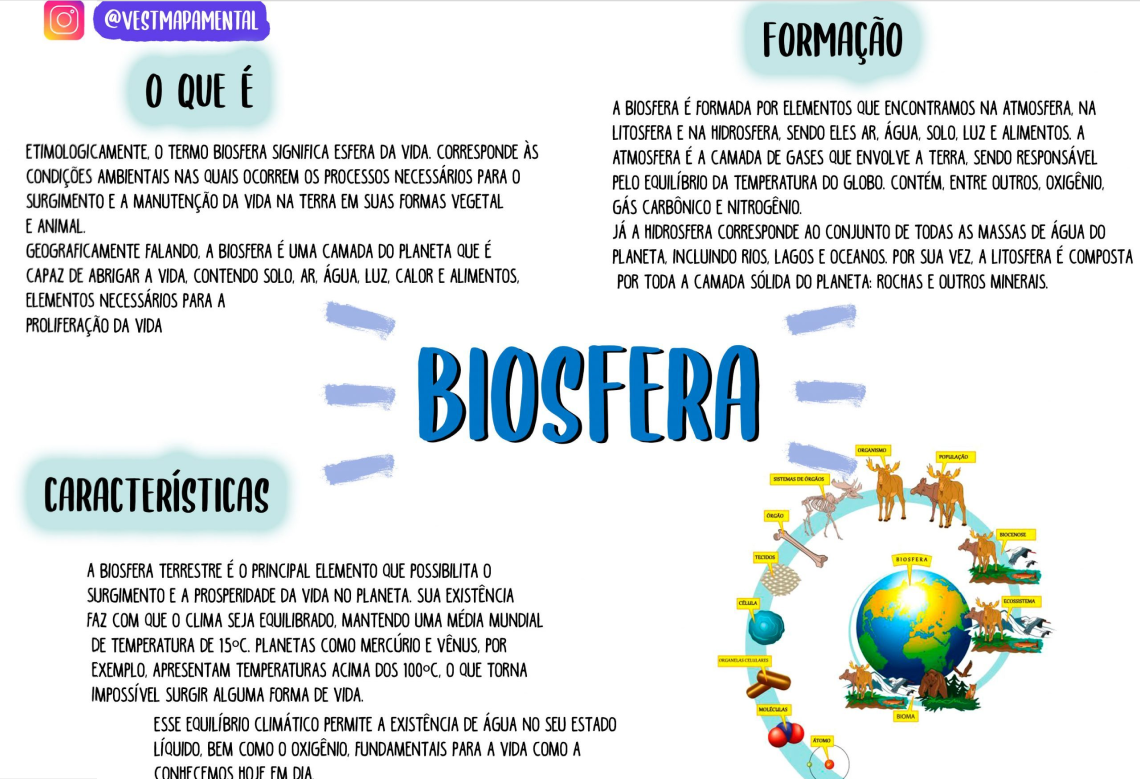 @VESTMAPAMENTAL
O QUE É
ETIMOLOGICAMENTE, O TERMO BIOSFERA SIGNIFICA ESFERA DA VIDA. CORRESPONDE ÀS
CONDIÇÕES AMBIENTAIS NAS QUAIS OCORREM OS PROCESSOS NECESSÁRIOS PARA O
SURGIMENTO E A MANUTENÇÃO DA VIDA NA TERRA EM SUAS FORMAS VEGETAL
E ANIMAL.
GEOGRAFICAMENTE FALANDO, A BIOSFERA É UMA CAMADA DO PLANETA QUE É
CAPAZ DE ABRIGAR A VIDA, CONTENDO SOLO, AR, ÁGUA, LUZ, CALOR E ALIMENTOS,
ELEMENTOS NECESSÁRIOS PARA A
PROLIFERAÇÃO DA VIDA
FORMAÇÃO
A BIOSFERA É FORMADA POR ELEMENTOS QUE ENCONTRAMOS NA ATMOSFERA, NA
LITOSFERA E NA HIDROSFERA, SENDO ELES AR, ÁGUA, SOLO, LUZ E ALIMENTOS. A
ATMOSFERA É A CAMADA DE GASES QUE ENVOLVE A TERRA, SENDO RESPONSÁVEL
PELO EQUILÍBRIO DA TEMPERATURA DO GLOBO. CONTÉM, ENTRE OUTROS, OXIGÊNIO,
GÁS CARBÔNICO E NITROGÊNIO.
JÁ A HIDROSFERA CORRESPONDE AO CONJUNTO DE TODAS AS MASSAS DE ÁGUA DO
PLANETA, INCLUINDO RIOS, LAGOS E OCEANOS. POR SUA VEZ, A LITOSFERA É COMPOSTA
POR TODA A CAMADA SÓLIDA DO PLANETA: ROCHAS E OUTROS MINERAIS.
BIOSFERA
CARACTERÍSTICAS
A BIOSFERA TERRESTRE É O PRINCIPAL ELEMENTO QUE POSSIBILITA O
SURGIMENTO E A PROSPERIDADE DA VIDA NO PLANETA. SUA EXISTÊNCIA
FAZ COM QUE O CLIMA SEJA EQUILIBRADO, MANTENDO UMA MÉDIA MUNDIAL
DE TEMPERATURA DE 15ºC. PLANETAS COMO MERCÚRIO E VÊNUS, POR
EXEMPLO, APRESENTAM TEMPERATURAS ACIMA DOS 100ºC, O QUE TORNA
IMPOSSÍVEL SURGIR ALGUMA FORMA DE VIDA.
ESSE EQUILÍBRIO CLIMÁTICO PERMITE A EXISTÊNCIA DE ÁGUA NO SEU ESTADO
LÍQUIDO, BEM COMO O OXIGÊNIO, FUNDAMENTAIS PARA A VIDA COMO A
CONHECEMOS HOJE EM DIA.
ORGANISMO
POPULAÇÃO
SISTEMAS DE ÓRGÃOS
ÓRGÃO
BIOCENOSE
TECIDOS
BIOSFERA
CÉLULA
ECOSSISTEMA
ORGANELAS CELULARES
MOLÉCULAS
BIOMA
ÁTOMO